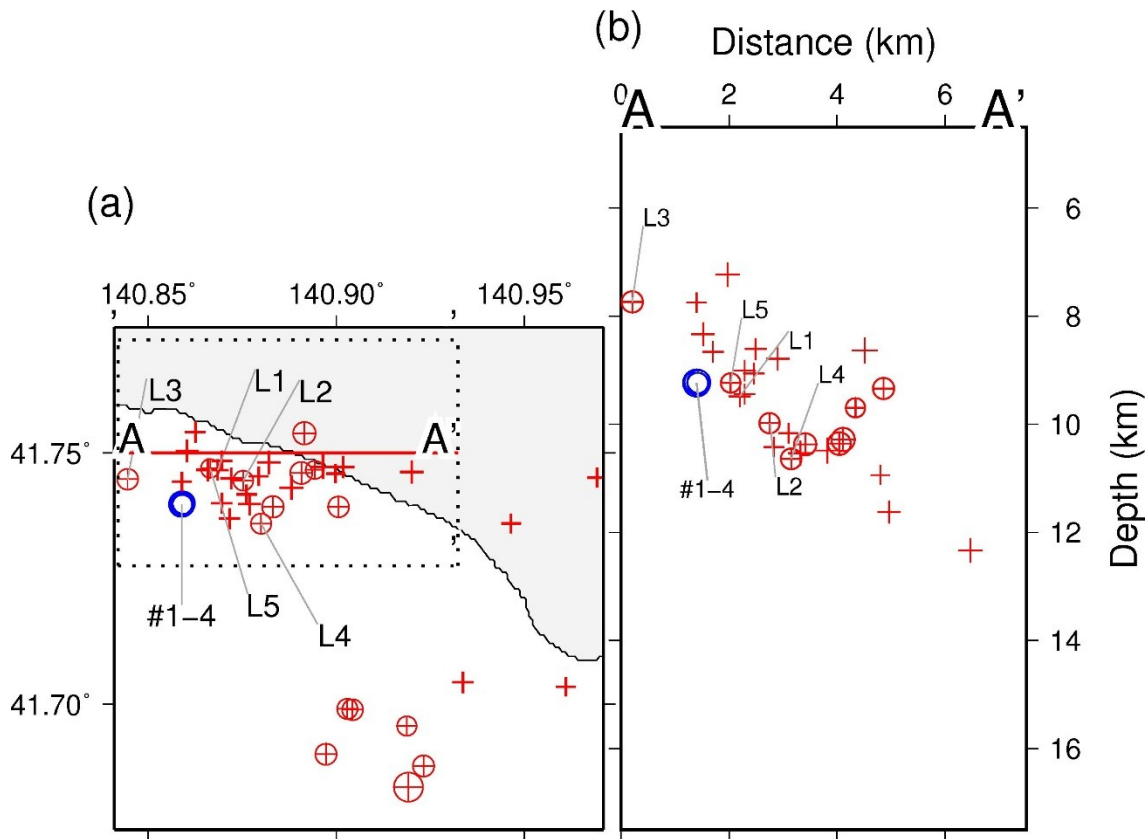 (a)
140.85° 140.90° 140.95°
L3
L1
L2
A A'
41.75°
#1−4
L5
L4
41.70°
(b)
Distance (km)
0 2 4 6
A A'
L3
L5
L1
L4
#1−4
L2
6
8
10
12
14
16
Depth (km)